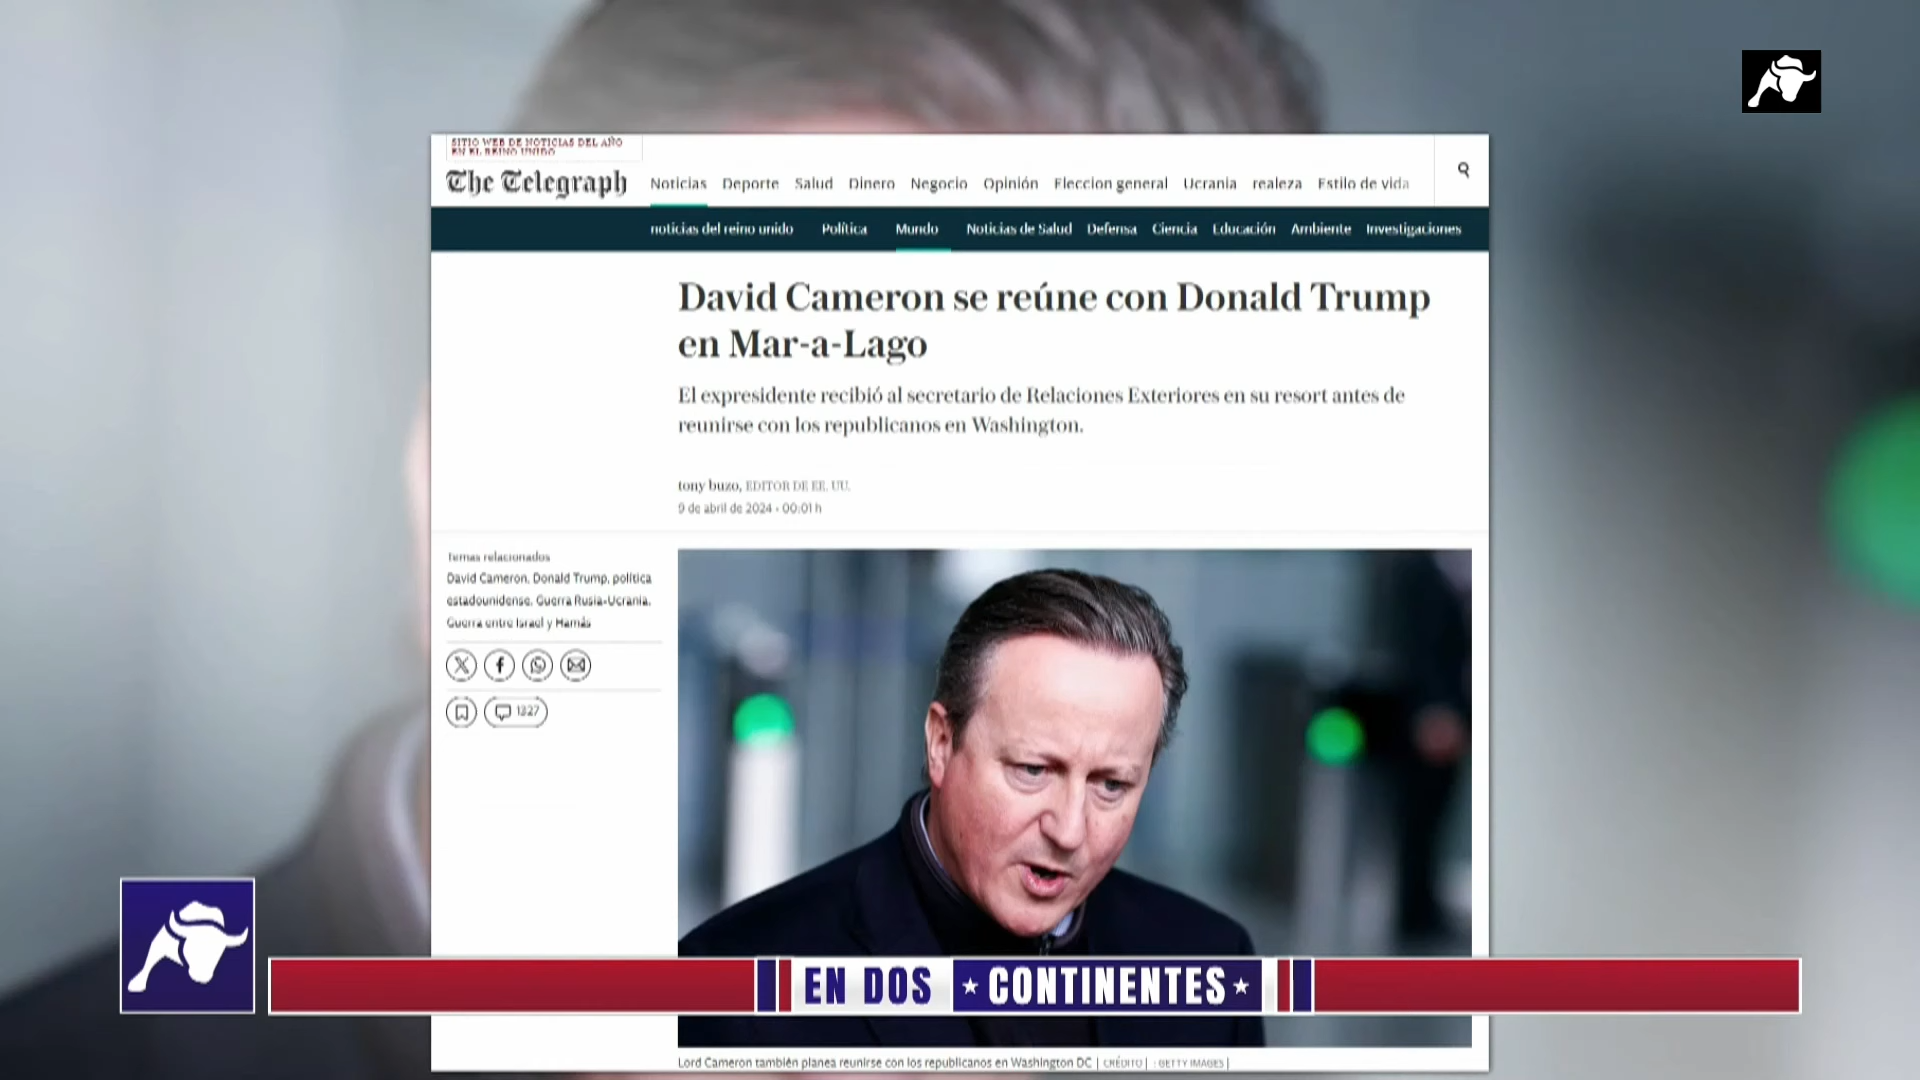 SITIO WEB DE NOTICIAS DEL AÑO
EN EL REINO UNIDO
The Telegraph
Noticias Deporte Salud Dinero Negocio Opinión Eleccion general Ucrania realeza Estilo de vida
noticias del reino unido Política Mundo Noticias de Salud Defensa Ciencia Educación Ambiente Investigaciones
David Cameron se reúne con Donald Trump
en Mar-a-Lago
El expresidente recibió al secretario de Relaciones Exteriores en su resort antes de
reunirse con los republicanos en Washington.
tony buzo, EDITOR DE EE. UU.
9 de abril de 2024 • 00:01 h
Temas relacionados
David Cameron, Donald Trump, política
estadounidense, Guerra Rusia-Ucrania,
Guerra entre Israel y Hamás
1327
EN DOS CONTINENTES
Lord Cameron también planea reunirse con los republicanos en Washington DC | CRÉDITO | : GETTY IMAGES |